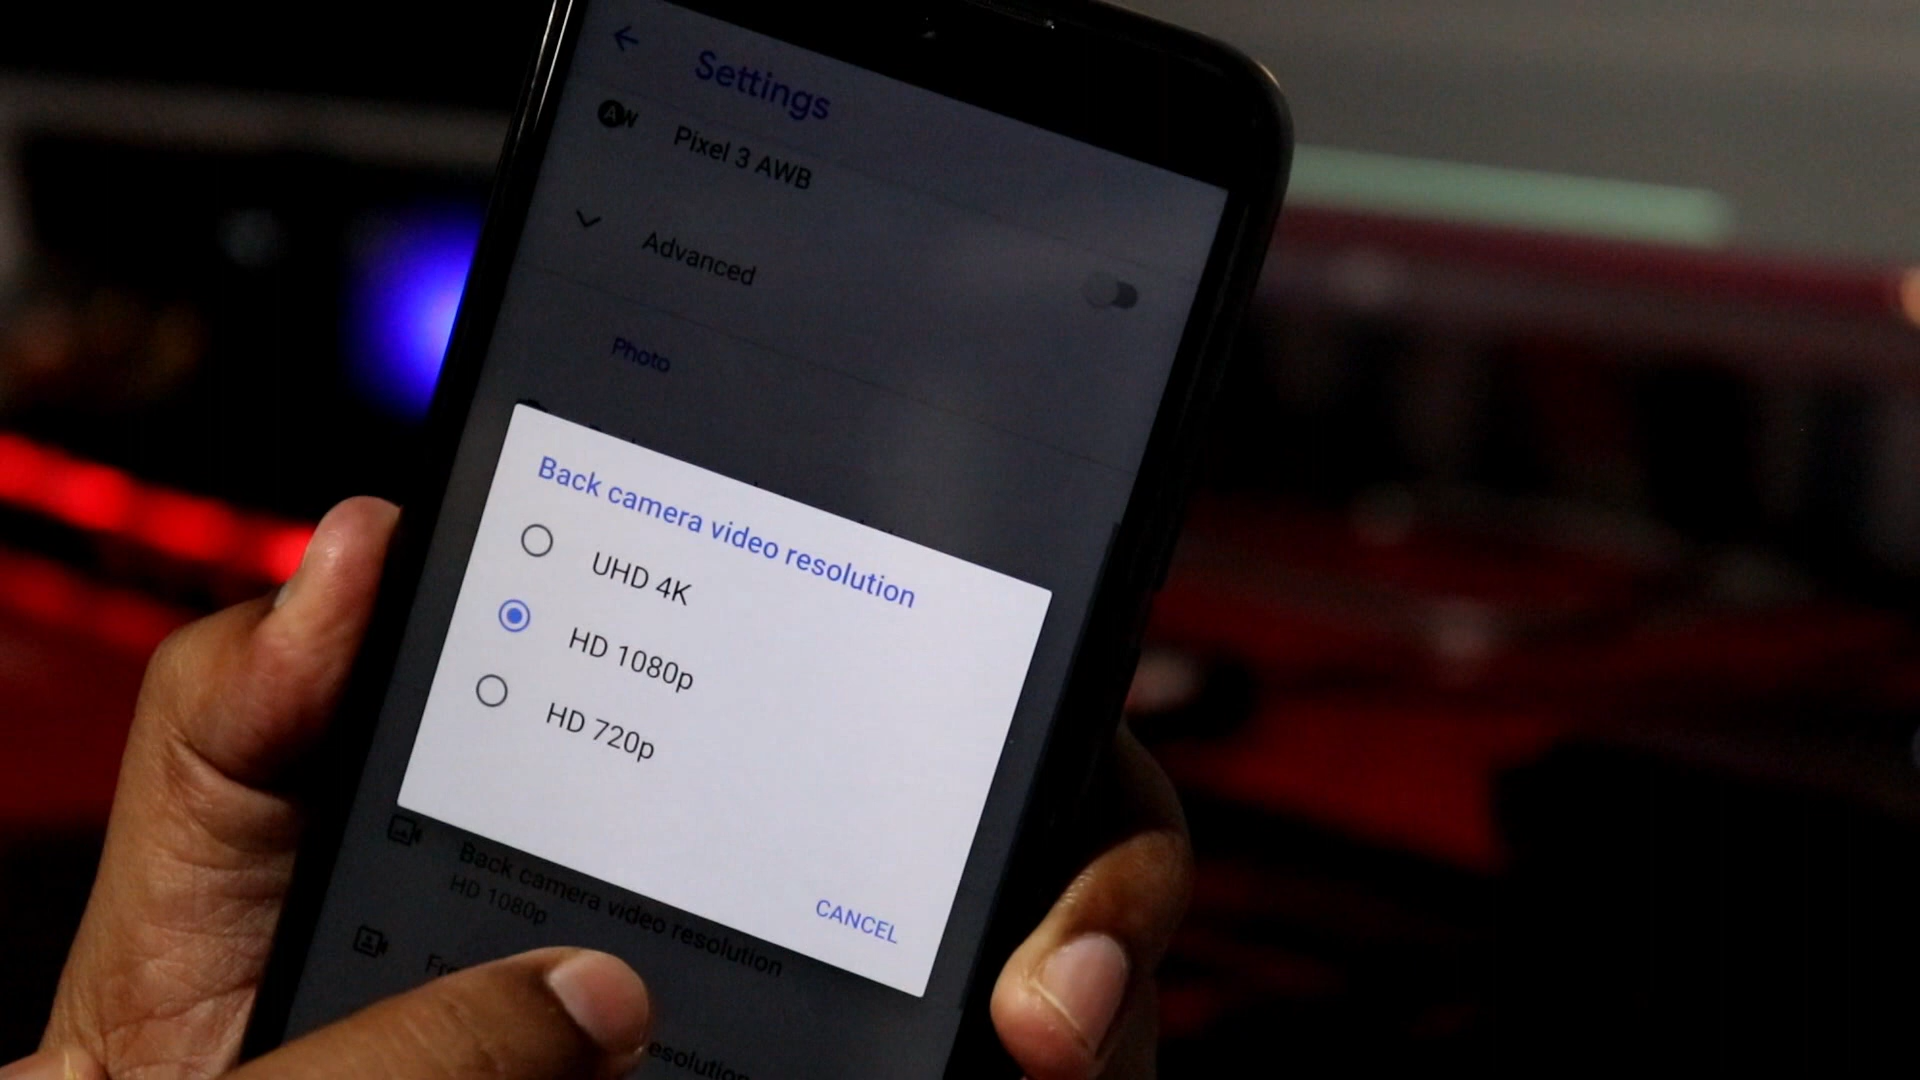 Settings
AW
Pixel 3 AWB
Advanced
Photo
Back camera video resolution
UHD 4K
HD 1080p
HD 720p
CANCEL
Back camera video resolution
HD 1080p